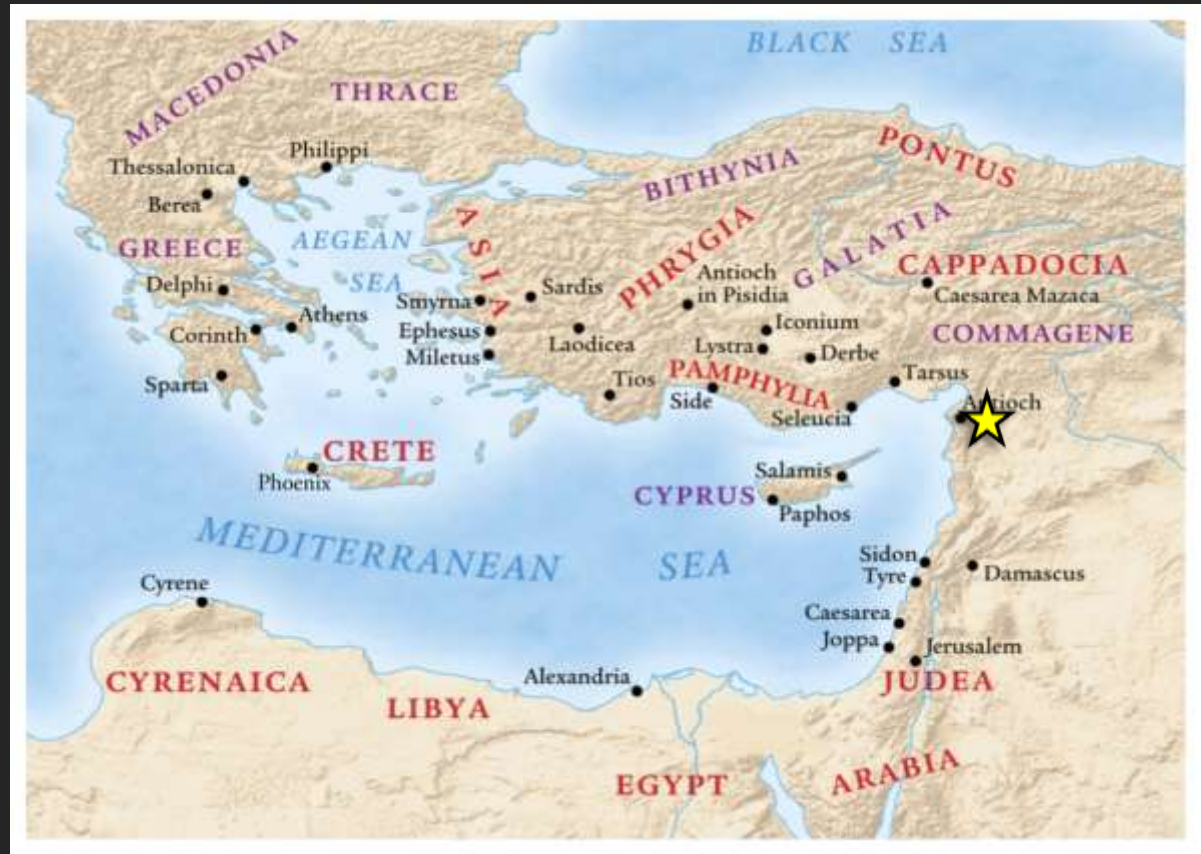 BLACK SEA
MACEDONIA
THRACE
PONTUS
Philippi
Thessalonica
BITHYNIA
Berea
ASIA
PHRYGIA
GALATIA
GREECE
AEGEAN
SEA
CAPPADOCIA
Delphi
Smyrna
Sardis
Antioch
in Pisidia
Caesarea Mazaca
Corinth
Athens
Ephesus
Laodicea
Iconium
COMMAGENE
Miletus
Lystra
Derbe
Sparta
Tios
PAMPHYLIA
Side
Tarsus
Seleucia
Antioch
CRETE
Phoenix
Salamis
CYPRUS
Paphos
MEDITERRANEAN SEA
Sidon
Tyre
Damascus
Cyrene
Caesarea
Joppa
Jerusalem
CYRENAICA
LIBYA
Alexandria
JUDEA
EGYPT
ARABIA